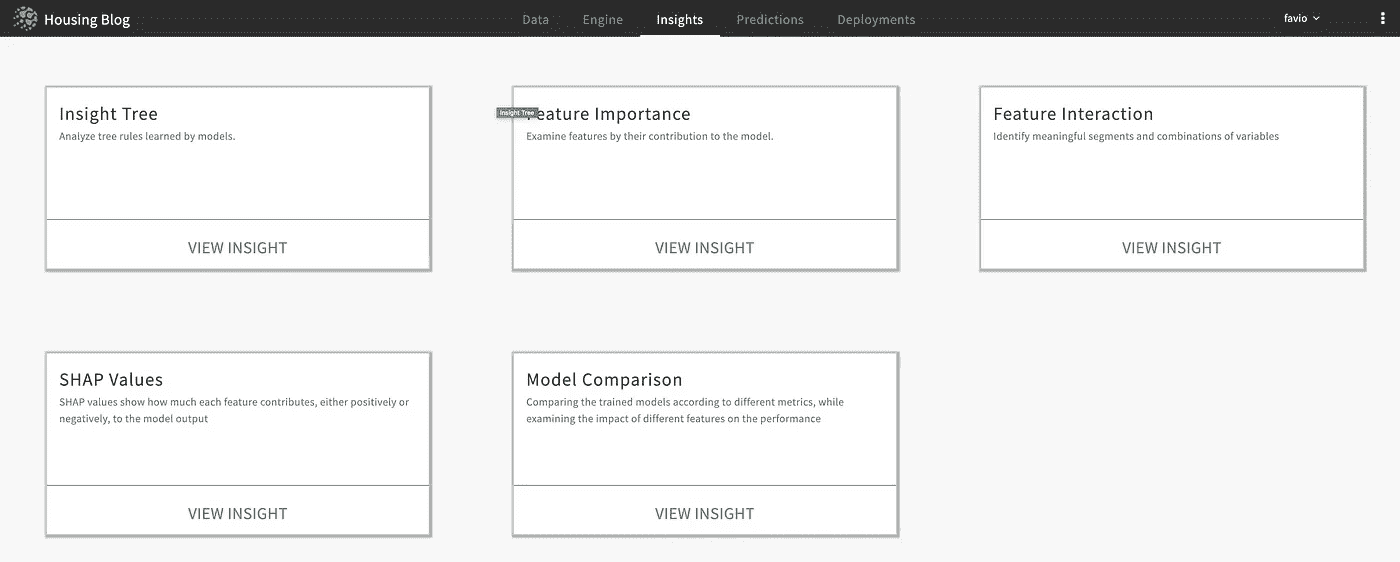 Housing Blog
Data
Engine
Insights
Predictions
Deployments
favio
Insight Tree
Analyze tree rules learned by models.
VIEW INSIGHT
Insight Tree
Feature Importance
Examine features by their contribution to the model.
VIEW INSIGHT
Feature Interaction
Identify meaningful segments and combinations of variables
VIEW INSIGHT
SHAP Values
SHAP values show how much each feature contributes, either positively or
negatively, to the model output
VIEW INSIGHT
Model Comparison
Comparing the trained models according to different metrics, while
examining the impact of different features on the performance
VIEW INSIGHT